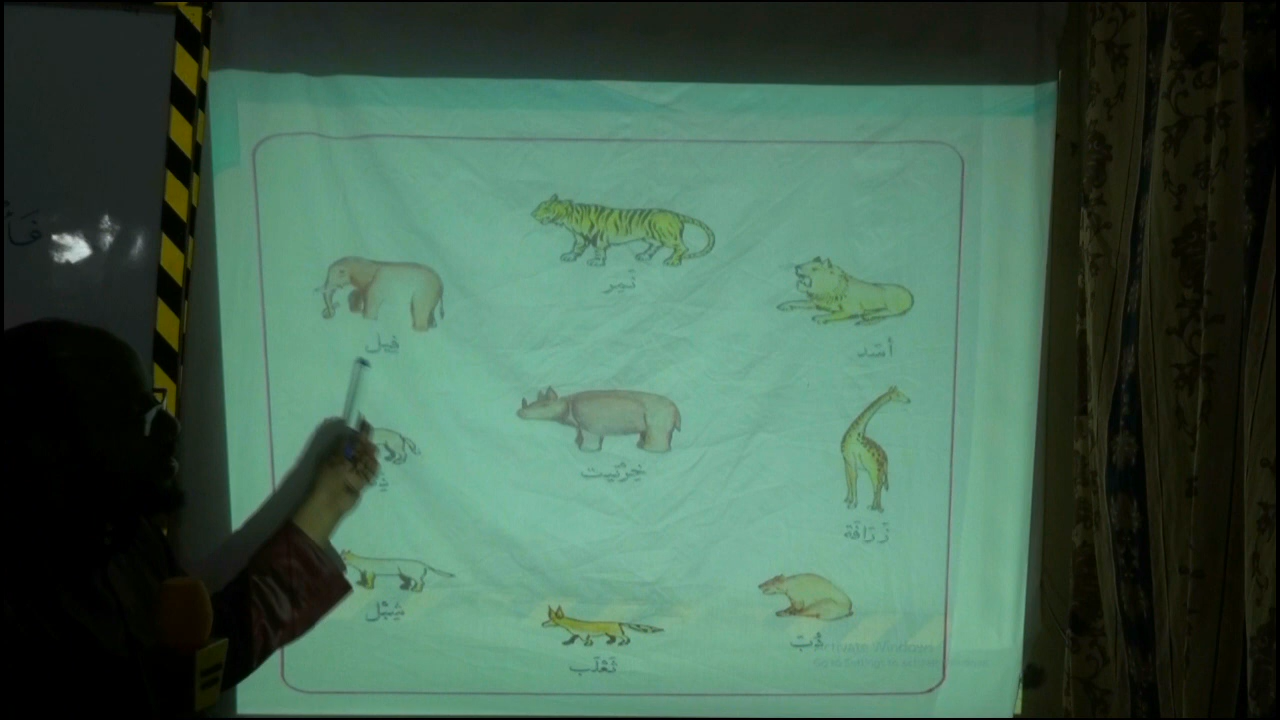 نَمِر
أَسَد
فِيل
خِرْتِيت
زَرَافَة
شِبْل
دُبّ
ثَعْلَب